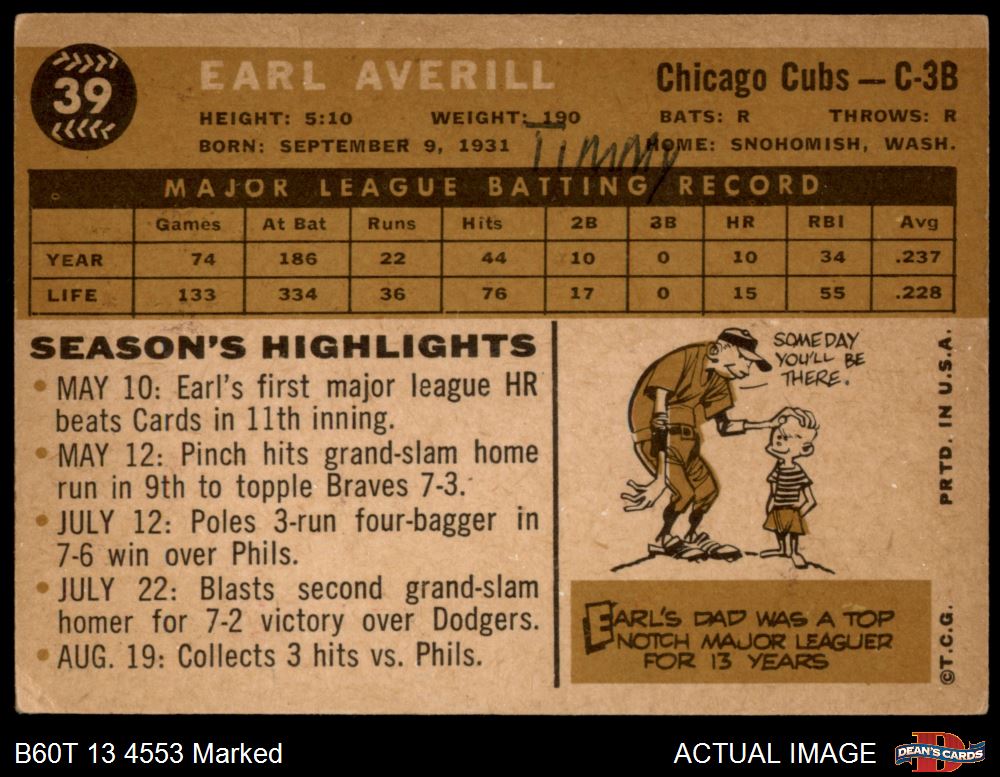 39
EARL AVERILL
Chicago Cubs — C-3B
HEIGHT: 5:10 WEIGHT: 190 BATS: R THROWS: R
BORN: SEPTEMBER 9, 1931 HOME: SNOHOMISH, WASH.
Timmy
MAJOR LEAGUE BATTING RECORD
Games At Bat Runs Hits 2B 3B HR RBI Avg
YEAR 74 186 22 44 10 0 10 34 .237
LIFE 133 334 36 76 17 0 15 55 .228
SEASON'S HIGHLIGHTS
• MAY 10: Earl's first major league HR
beats Cards in 11th inning.
• MAY 12: Pinch hits grand-slam home
run in 9th to topple Braves 7-3.
• JULY 12: Poles 3-run four-bagger in
7-6 win over Phils.
• JULY 22: Blasts second grand-slam
homer for 7-2 victory over Dodgers.
• AUG. 19: Collects 3 hits vs. Phils.
SOMEDAY
YOU'LL BE
THERE.
EARL'S DAD WAS A TOP
NOTCH MAJOR LEAGUER
FOR 13 YEARS
©T.C.G. PRTD. IN U.S.A.
B60T 13 4553 Marked
ACTUAL IMAGE
DEAN'S CARDS